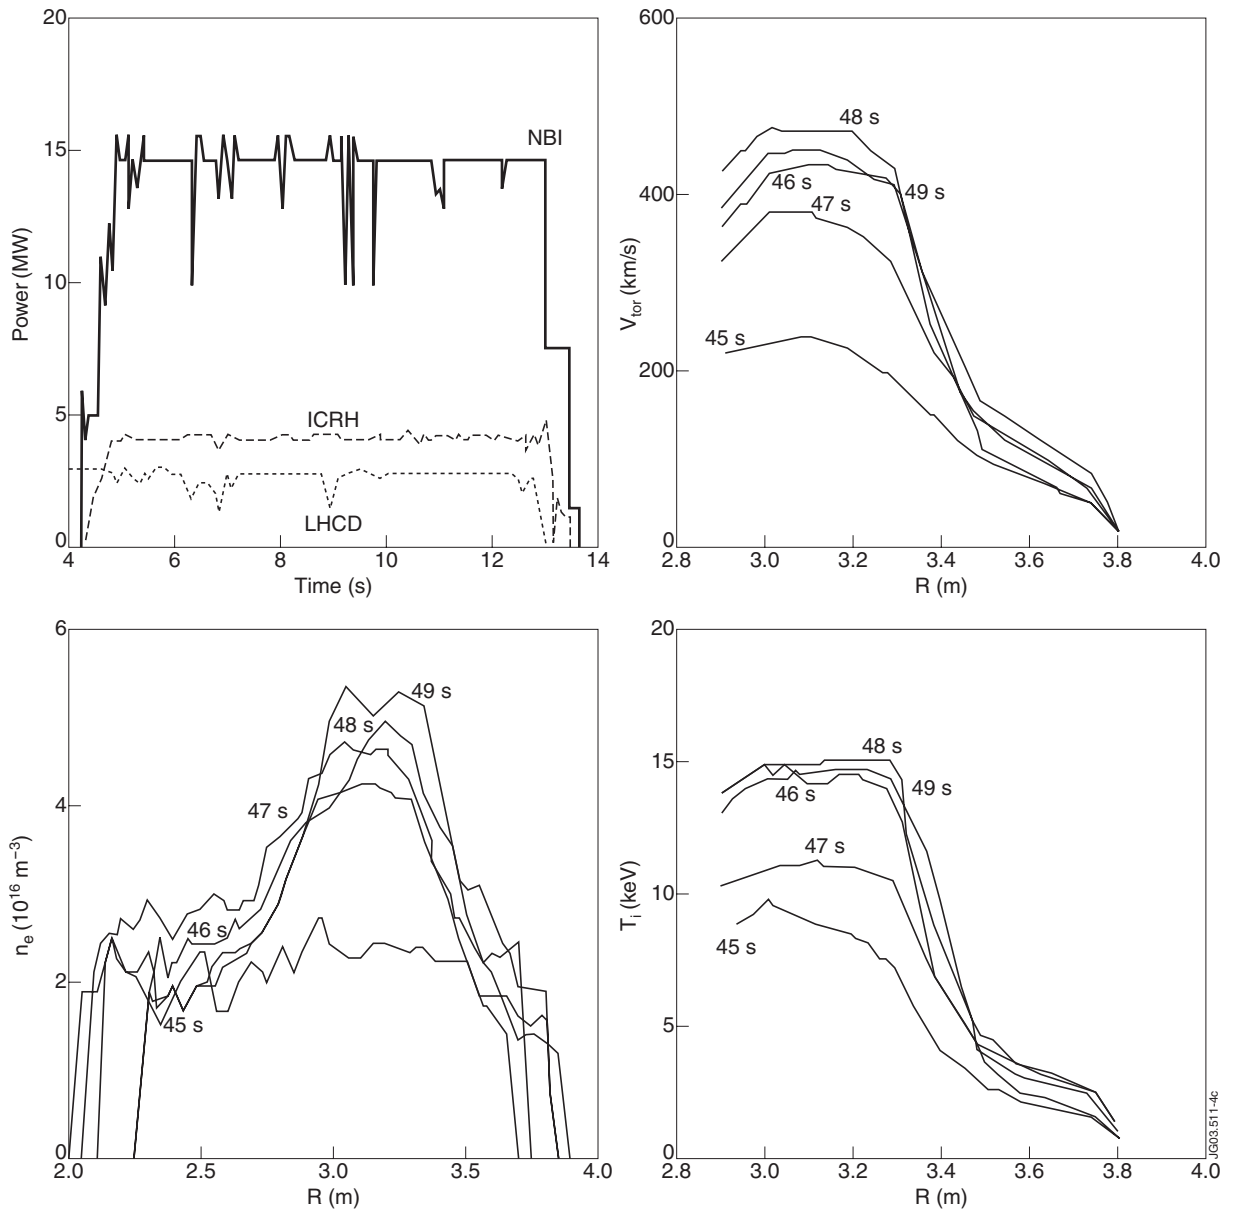 20
15
10
5
0
Power (MW)
NBI
ICRH
LHCD
4
6
8
10
12
14
Time (s)
600
400
200
0
V_tor (km/s)
48 s
46 s
49 s
47 s
45 s
2.8
3.0
3.2
3.4
3.6
3.8
4.0
R (m)
6
4
2
0
n_e (10^16 m^–3)
49 s
48 s
47 s
46 s
45 s
2.0
2.5
3.0
3.5
4.0
R (m)
20
15
10
5
0
T_i (keV)
48 s
49 s
46 s
47 s
45 s
2.8
3.0
3.2
3.4
3.6
3.8
4.0
R (m)
JG03.511-4c